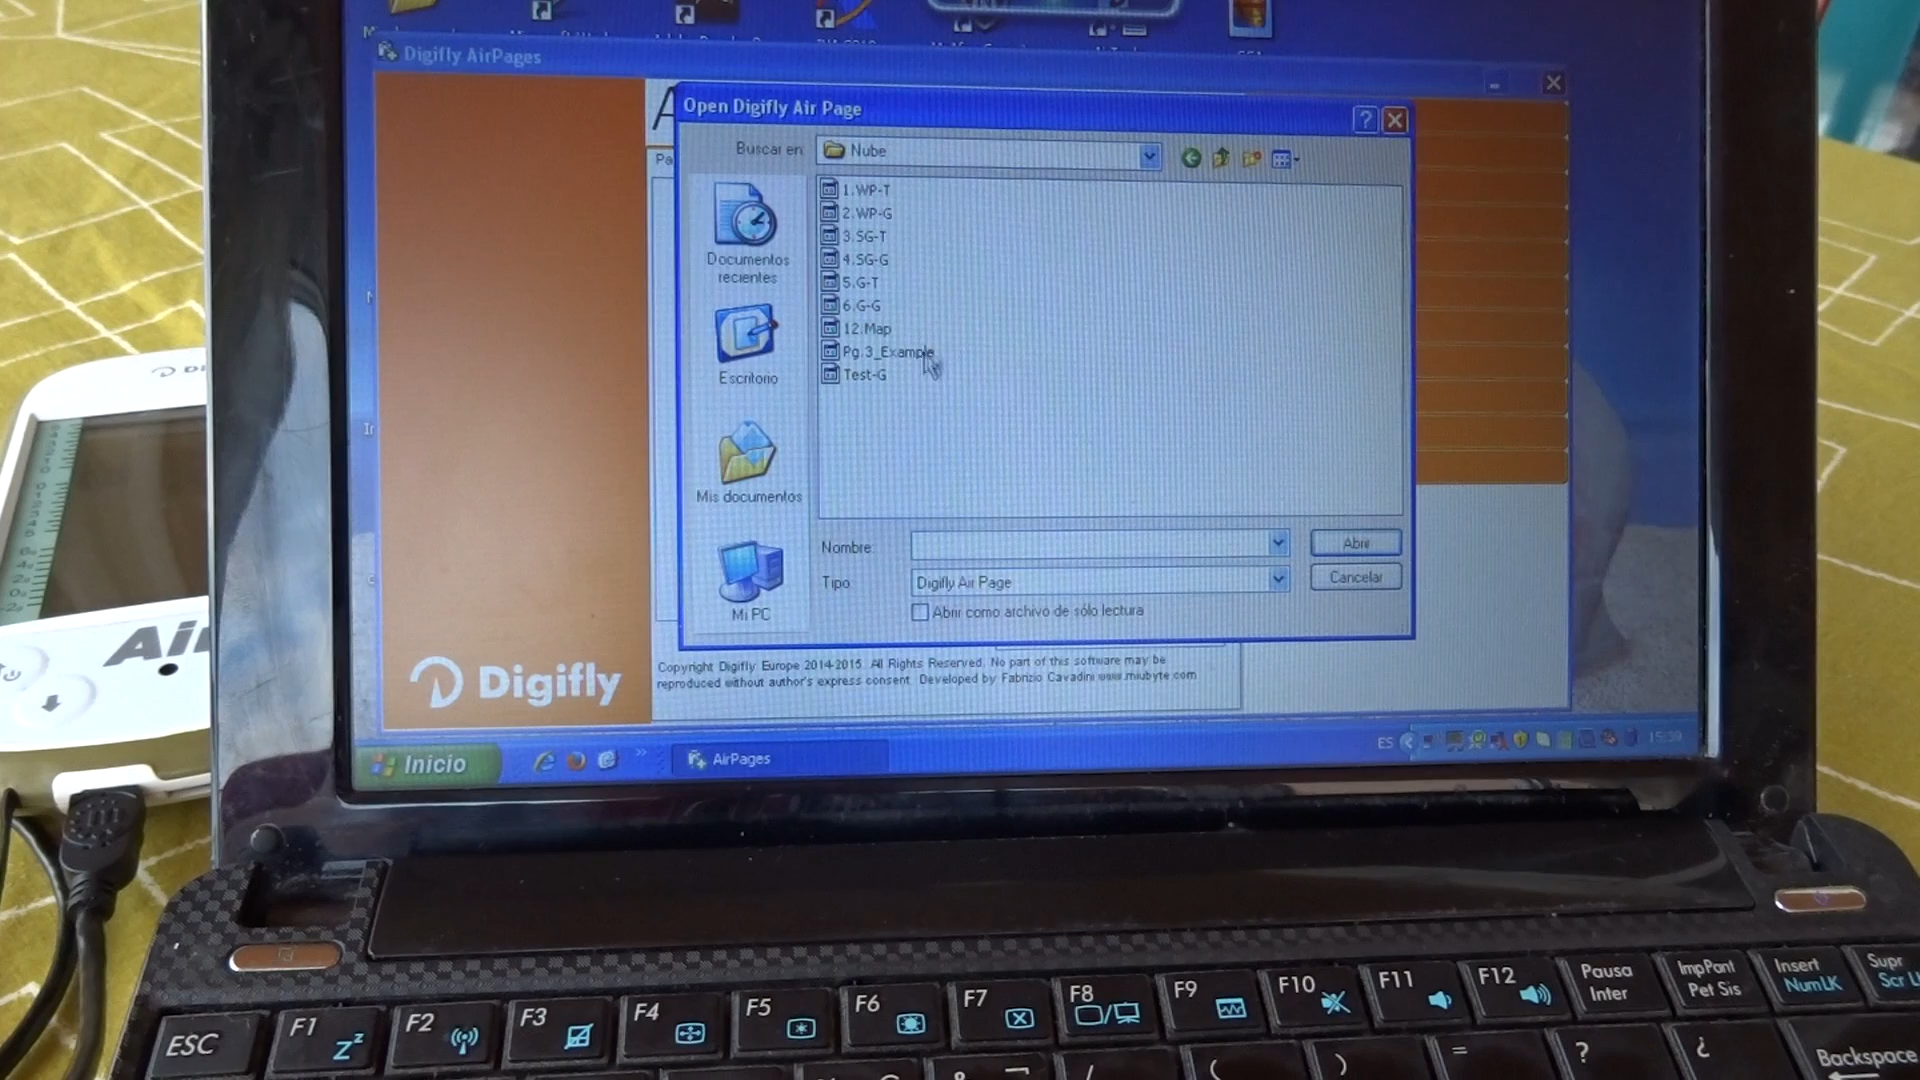 Digifly AirPages
Open Digifly Air Page
Buscar en:
Nube
Pa
1.WP-T
2.WP-G
3.SG-T
4.SG-G
5.G-T
6.G-G
12.Map
Pg.3_Example
Test-G
Documentos
recientes
Escritorio
Mis documentos
Mi PC
Nombre:
Abrir
Tipo:
Digifly Air Page
Cancelar
Abrir como archivo de sólo lectura
Copyright Digifly Europe 2014-2015. All Rights Reserved. No part of this software may be
reproduced without author's express consent. Developed by Fabrizio Cavadini www.miubyte.com
Digifly
Air
Inicio
AirPages
ES
15:39
ESC
F1
F2
F3
F4
F5
F6
F7
F8
F9
F10
F11
F12
Pausa
Inter
ImpPant
Pet Sis
Insert
NumLK
Supr
Backspace